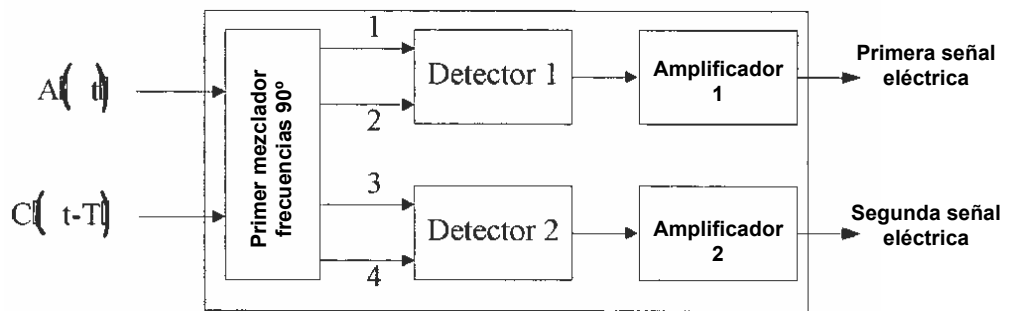 A( t)
C( t-T)
Primer mezclador
frecuencias 90º
1
2
3
4
Detector 1
Detector 2
Amplificador
1
Amplificador
2
Primera señal
eléctrica
Segunda señal
eléctrica